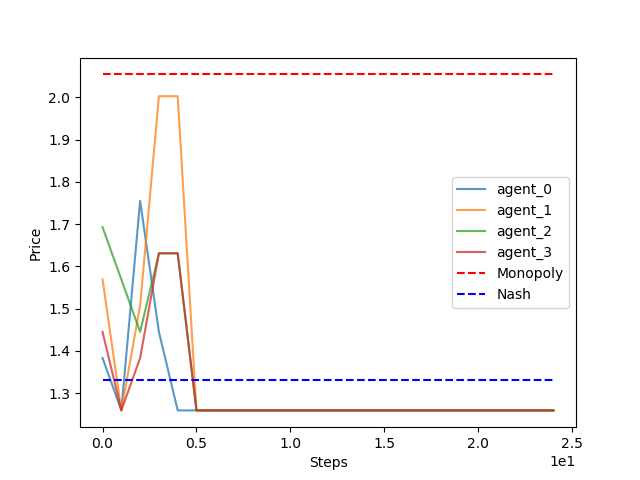 2.0
1.9
1.8
1.7
1.6
1.5
1.4
1.3
Price
agent_0
agent_1
agent_2
agent_3
Monopoly
Nash
0.0 0.5 1.0 1.5 2.0 2.5
Steps
1e1